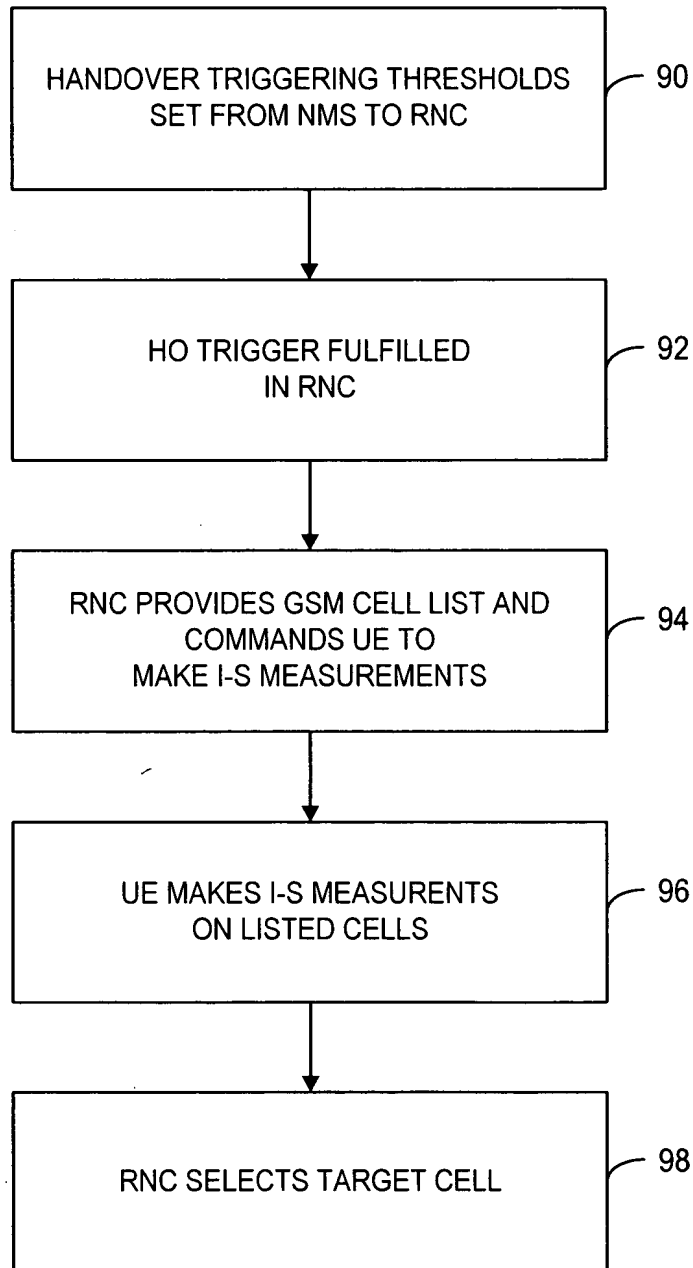 HANDOVER TRIGGERING THRESHOLDS
SET FROM NMS TO RNC
90
HO TRIGGER FULFILLED
IN RNC
92
RNC PROVIDES GSM CELL LIST AND
COMMANDS UE TO
MAKE I-S MEASUREMENTS
94
UE MAKES I-S MEASURENTS
ON LISTED CELLS
96
RNC SELECTS TARGET CELL
98